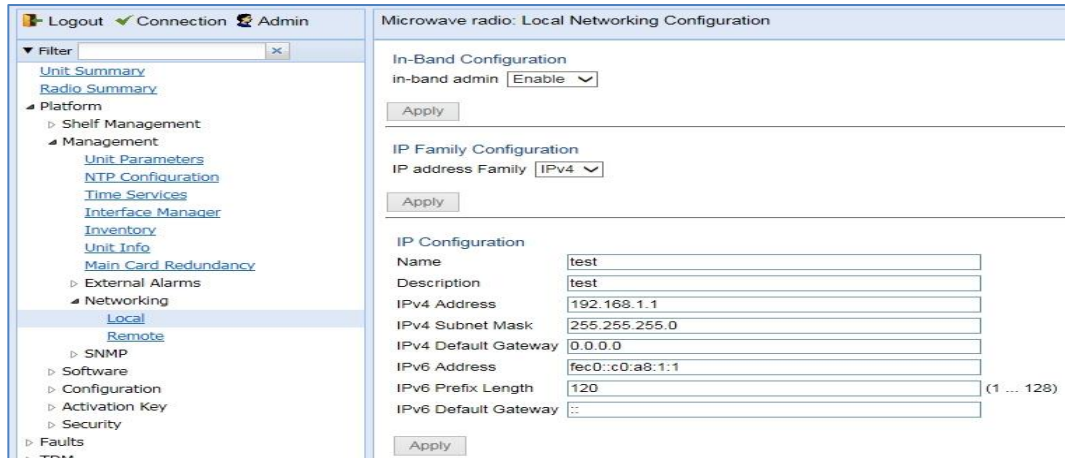 Logout Connection Admin
Filter
Unit Summary
Radio Summary
Platform
Shelf Management
Management
Unit Parameters
NTP Configuration
Time Services
Interface Manager
Inventory
Unit Info
Main Card Redundancy
External Alarms
Networking
Local
Remote
SNMP
Software
Configuration
Activation Key
Security
Faults
TDM
Microwave radio: Local Networking Configuration
In-Band Configuration
in-band admin Enable
Apply
IP Family Configuration
IP address Family IPv4
Apply
IP Configuration
Name test
Description test
IPv4 Address 192.168.1.1
IPv4 Subnet Mask 255.255.255.0
IPv4 Default Gateway 0.0.0.0
IPv6 Address fec0::c0:a8:1:1
IPv6 Prefix Length 120 (1 ... 128)
IPv6 Default Gateway ::
Apply